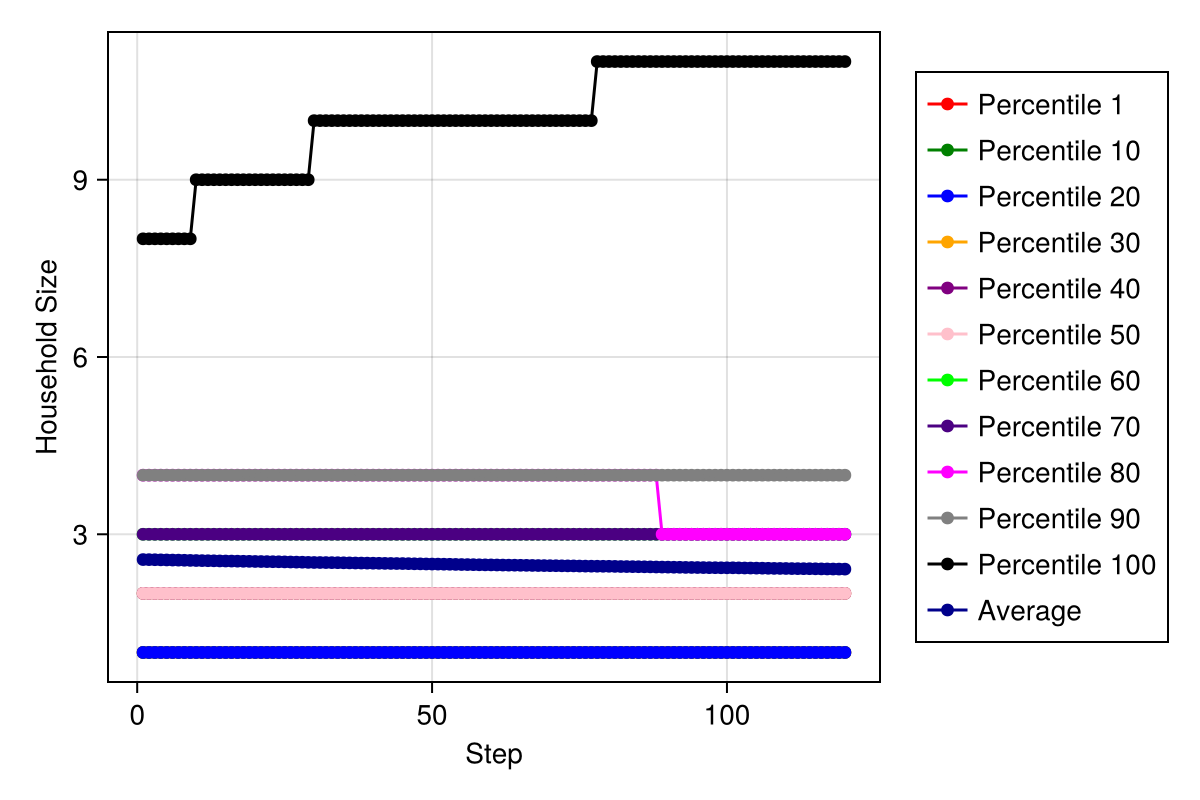 9
6
3
Household Size
0
50
100
Step
Percentile 1
Percentile 10
Percentile 20
Percentile 30
Percentile 40
Percentile 50
Percentile 60
Percentile 70
Percentile 80
Percentile 90
Percentile 100
Average